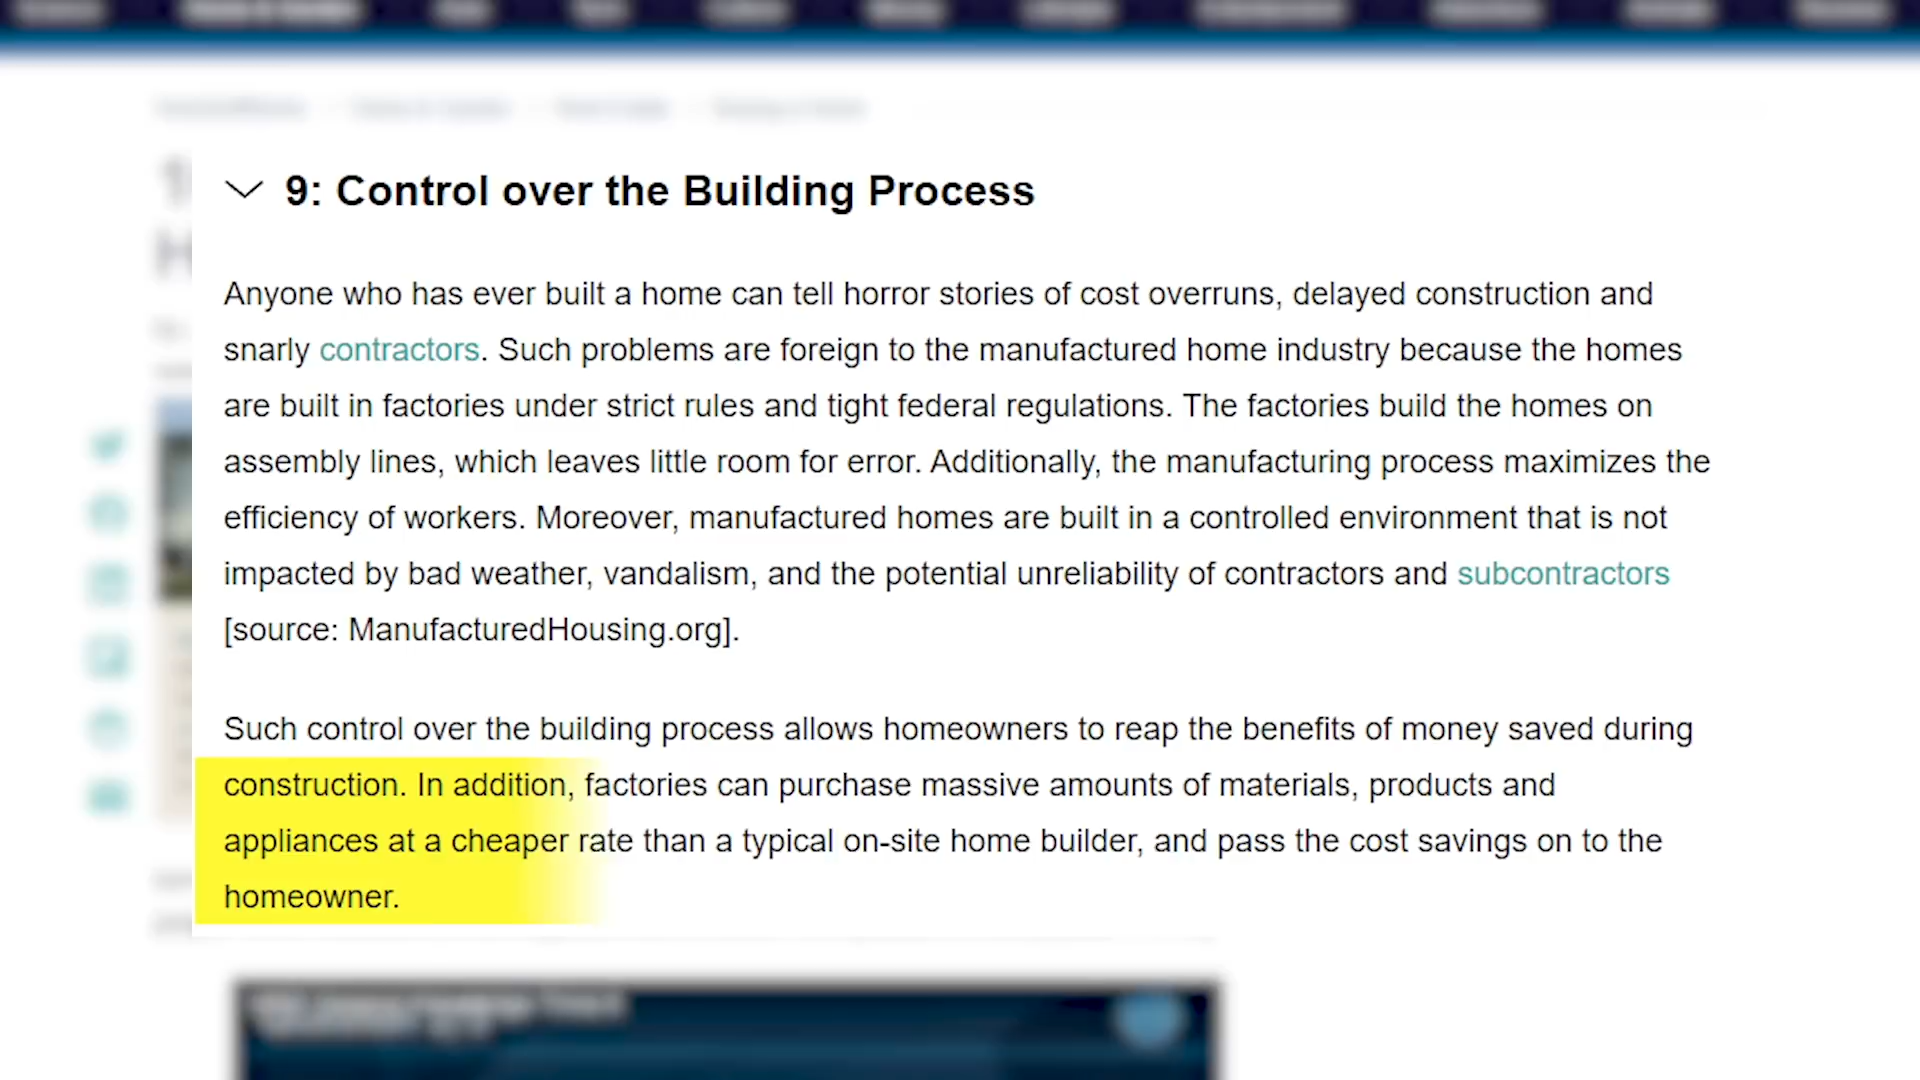 9: Control over the Building Process
Anyone who has ever built a home can tell horror stories of cost overruns, delayed construction and
snarly contractors. Such problems are foreign to the manufactured home industry because the homes
are built in factories under strict rules and tight federal regulations. The factories build the homes on
assembly lines, which leaves little room for error. Additionally, the manufacturing process maximizes the
efficiency of workers. Moreover, manufactured homes are built in a controlled environment that is not
impacted by bad weather, vandalism, and the potential unreliability of contractors and subcontractors
[source: ManufacturedHousing.org].
Such control over the building process allows homeowners to reap the benefits of money saved during
construction. In addition, factories can purchase massive amounts of materials, products and
appliances at a cheaper rate than a typical on-site home builder, and pass the cost savings on to the
homeowner.